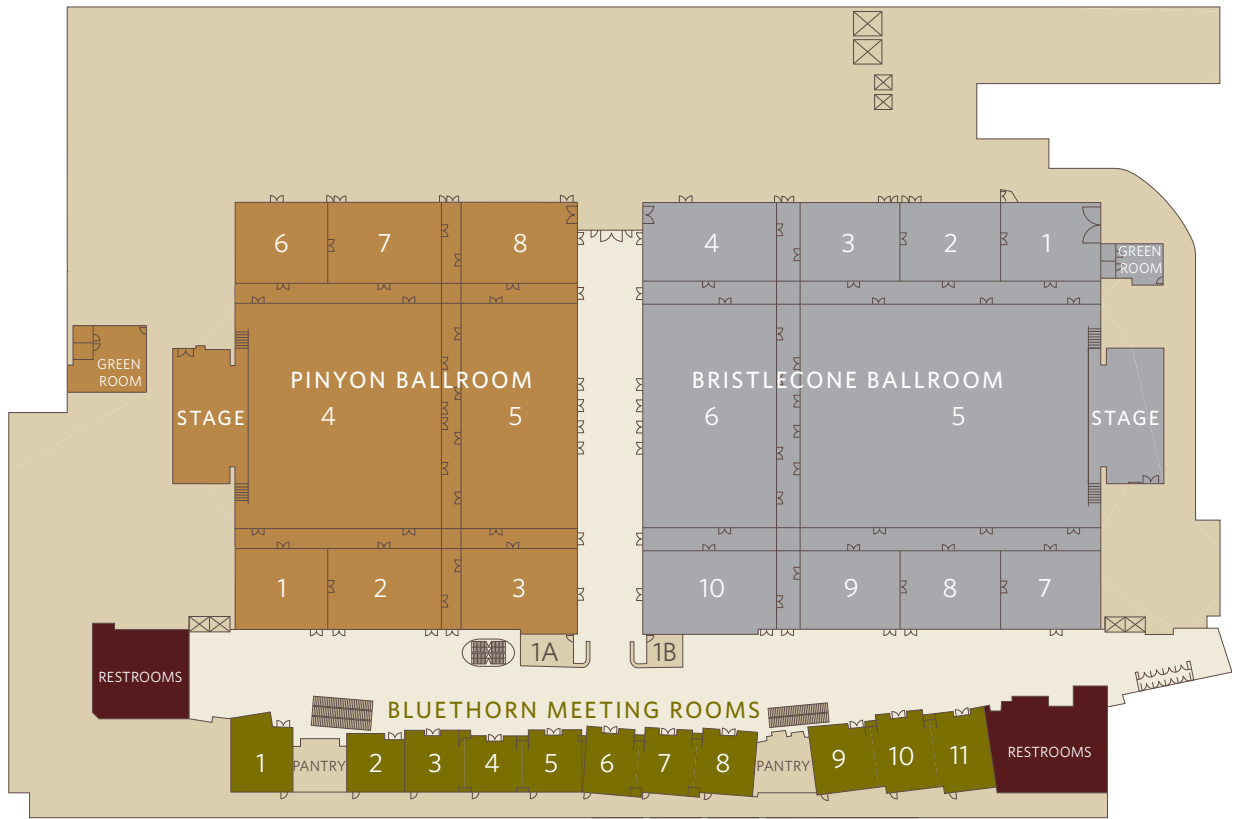 6 7 8
4 3 2 1
GREEN
ROOM
GREEN
ROOM
PINYON BALLROOM
BRISTLECONE BALLROOM
STAGE
4 5
6 5
STAGE
1 2 3
10 9 8 7
1A 1B
RESTROOMS
BLUETHORN MEETING ROOMS
1 PANTRY 2 3 4 5 6 7 8 PANTRY 9 10 11 RESTROOMS